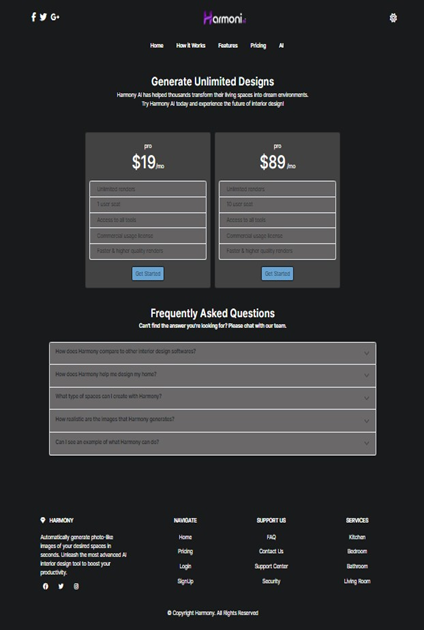 Harmoni
Home How It Works Features Pricing AI
Generate Unlimited Designs
Harmony AI has helped thousands transform their living spaces into dream environments.
Try Harmony AI today and experience the future of interior design!
pro
$19/mo
Unlimited renders
1 user seat
Access to all tools
Commercial usage license
Faster & higher quality renders
Get Started
pro
$89/mo
Unlimited renders
10 user seat
Access to all tools
Commercial usage license
Faster & higher quality renders
Get Started
Frequently Asked Questions
Can't find the answer you're looking for? Please chat with our team.
How does Harmony compare to other interior design softwares?
How does Harmony help me design my home?
What type of spaces can I create with Harmony?
How realistic are the images that Harmony generates?
Can I see an example of what Harmony can do?
HARMONY
Automatically generate photo-like
images of your desired spaces in
seconds. Unleash the most advanced AI
interior design tool to boost your
productivity.
NAVIGATE
Home
Pricing
Login
SignUp
SUPPORT US
FAQ
Contact Us
Support Center
Security
SERVICES
Kitchen
Bedroom
Bathroom
Living Room
© Copyright Harmony. All Rights Reserved